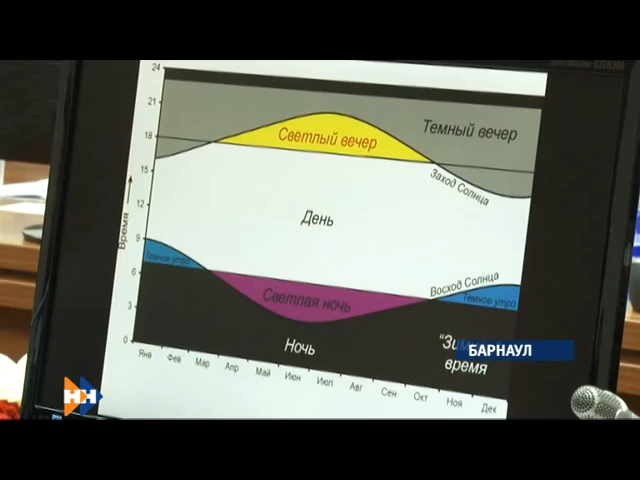 24
21
18
15
12
9
6
3
0
Время
Светлый вечер
Темный вечер
Заход Солнца
День
Восход Солнца
Темное утро
Темное утро
Светлая ночь
Ночь
время
Янв Фев Мар Апр Май Июн Июл Авг Сен Окт Ноя Дек
БАРНАУЛ
НН